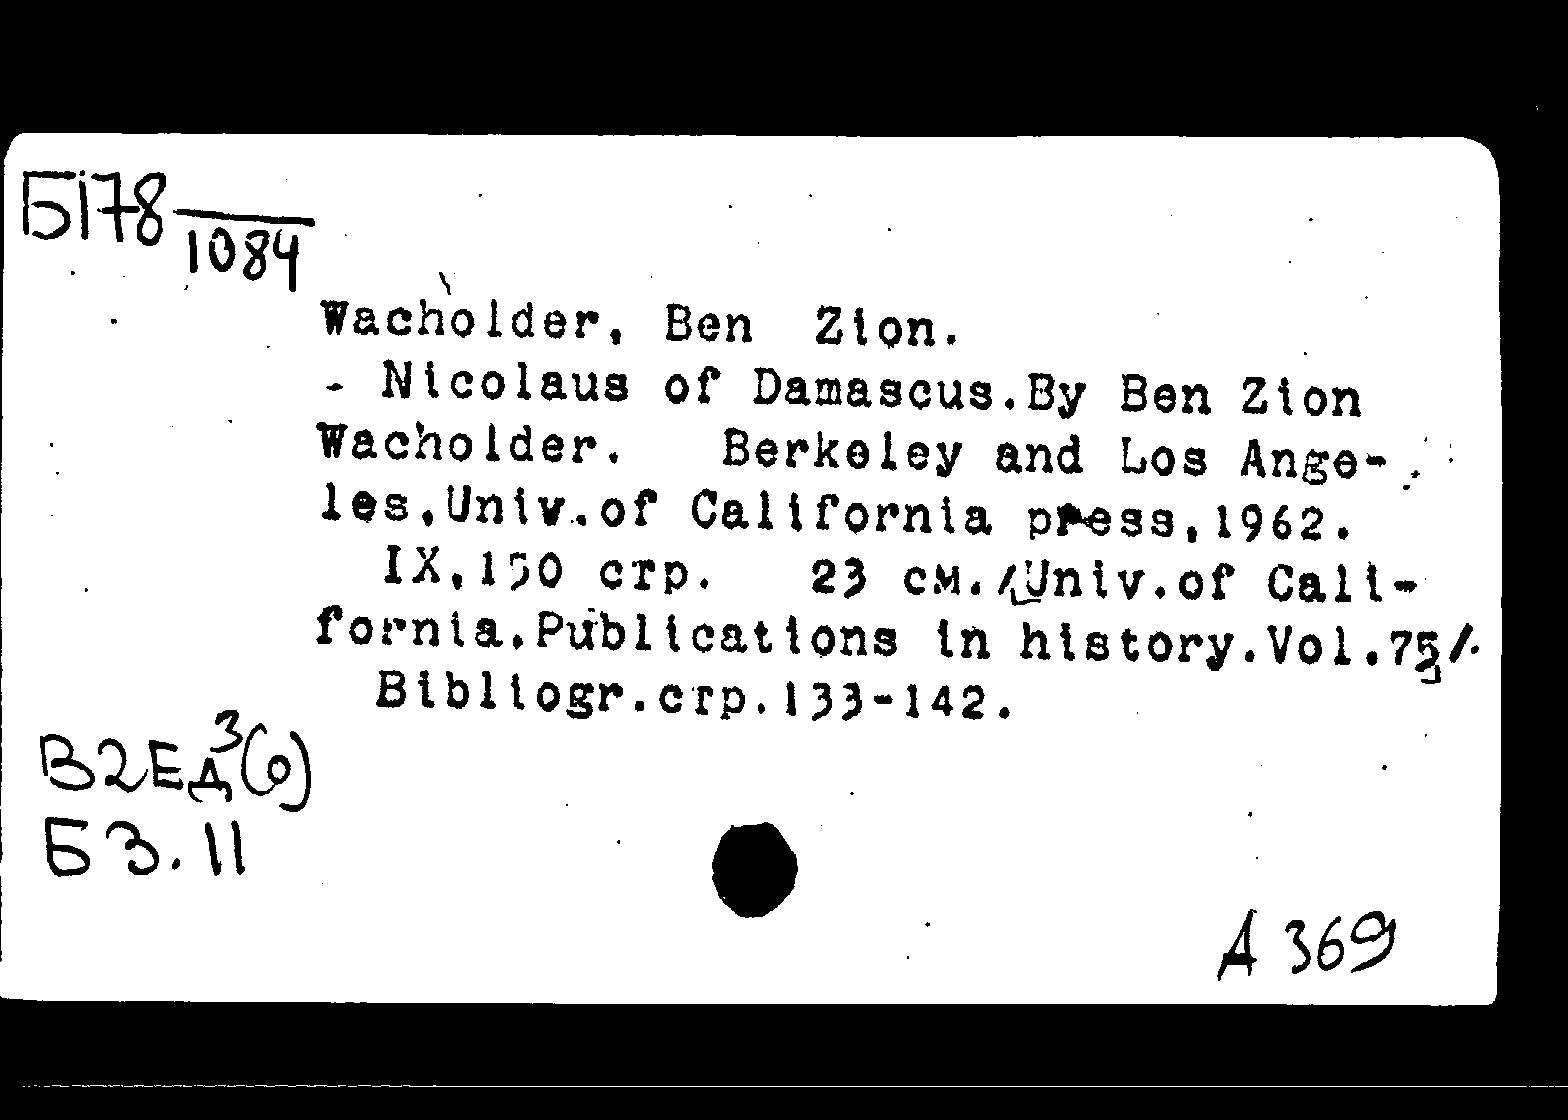 Б178
1084
Wacholder, Ben Zion.
- Nicolaus of Damascus.By Ben Zion
Wacholder. Berkeley and Los Ange-
les,Univ.of California press,1962.
IX,150 стр. 23 см./Univ.of Cali-
fornia.Publications in history.Vol.75/.
Bibliogr.стр.133-142.
В2ЕД3(0)
Б3.11
А 369